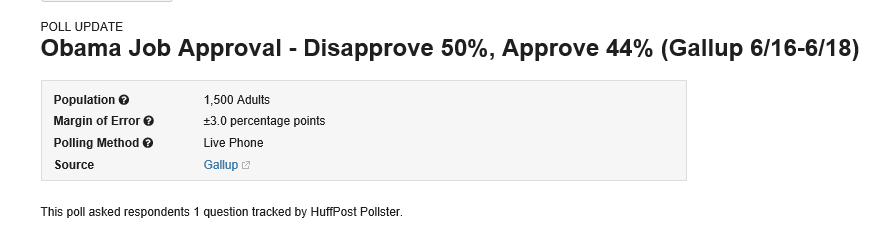 POLL UPDATE
Obama Job Approval - Disapprove 50%, Approve 44% (Gallup 6/16-6/18)
Population ? 1,500 Adults
Margin of Error ? ±3.0 percentage points
Polling Method ? Live Phone
Source Gallup
This poll asked respondents 1 question tracked by HuffPost Pollster.